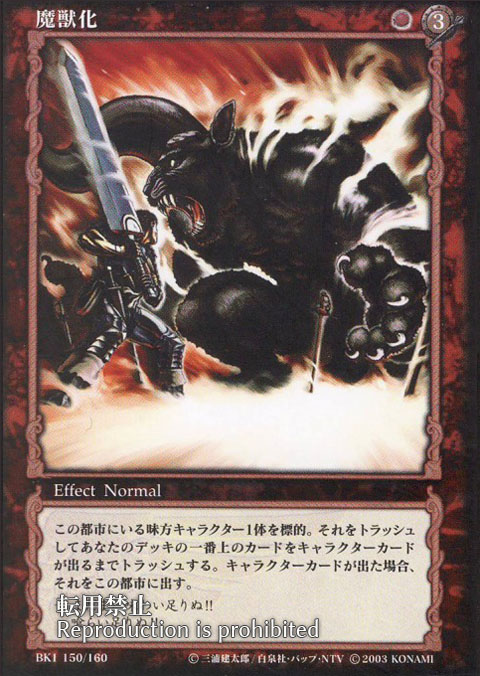 魔獣化
3
Effect Normal
この都市にいる味方キャラクター1体を標的。それをトラッシュ
してあなたのデッキの一番上のカードをキャラクターカード
が出るまでトラッシュする。キャラクターカードが出た場合、
それをこの都市に出す。
い足りぬ!!
転用禁止
喰らい足りぬ!!
Reproduction is prohibited
BK1 150/160
©三浦建太郎/白泉社・バップ・NTV ©2003 KONAMI